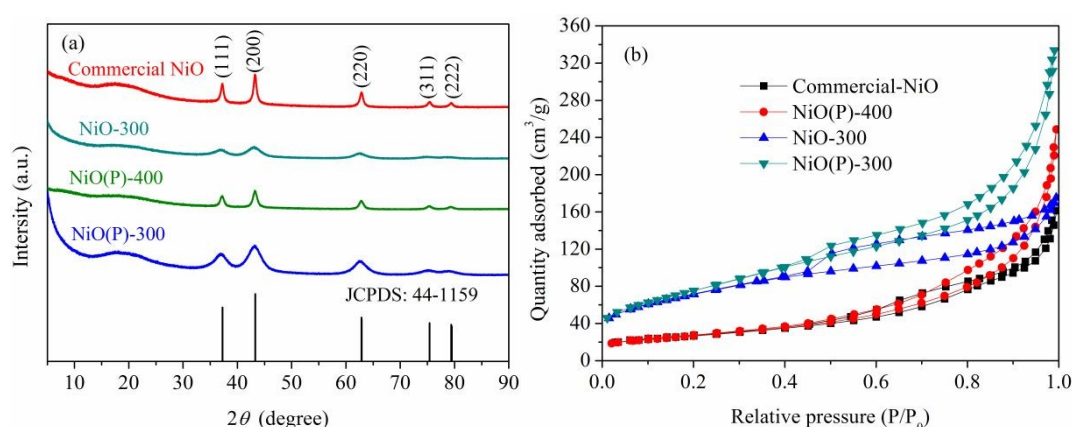 (a)
(111)
(200)
(220)
(311)
(222)
Commercial NiO
NiO-300
NiO(P)-400
NiO(P)-300
JCPDS: 44-1159
Intensity (a.u.)
10 20 30 40 50 60 70 80 90
2θ (degree)
(b)
Commercial-NiO
NiO(P)-400
NiO-300
NiO(P)-300
Quantity adsorbed (cm³/g)
360
320
280
240
200
160
120
80
40
0
0.0 0.2 0.4 0.6 0.8 1.0
Relative pressure (P/P₀)